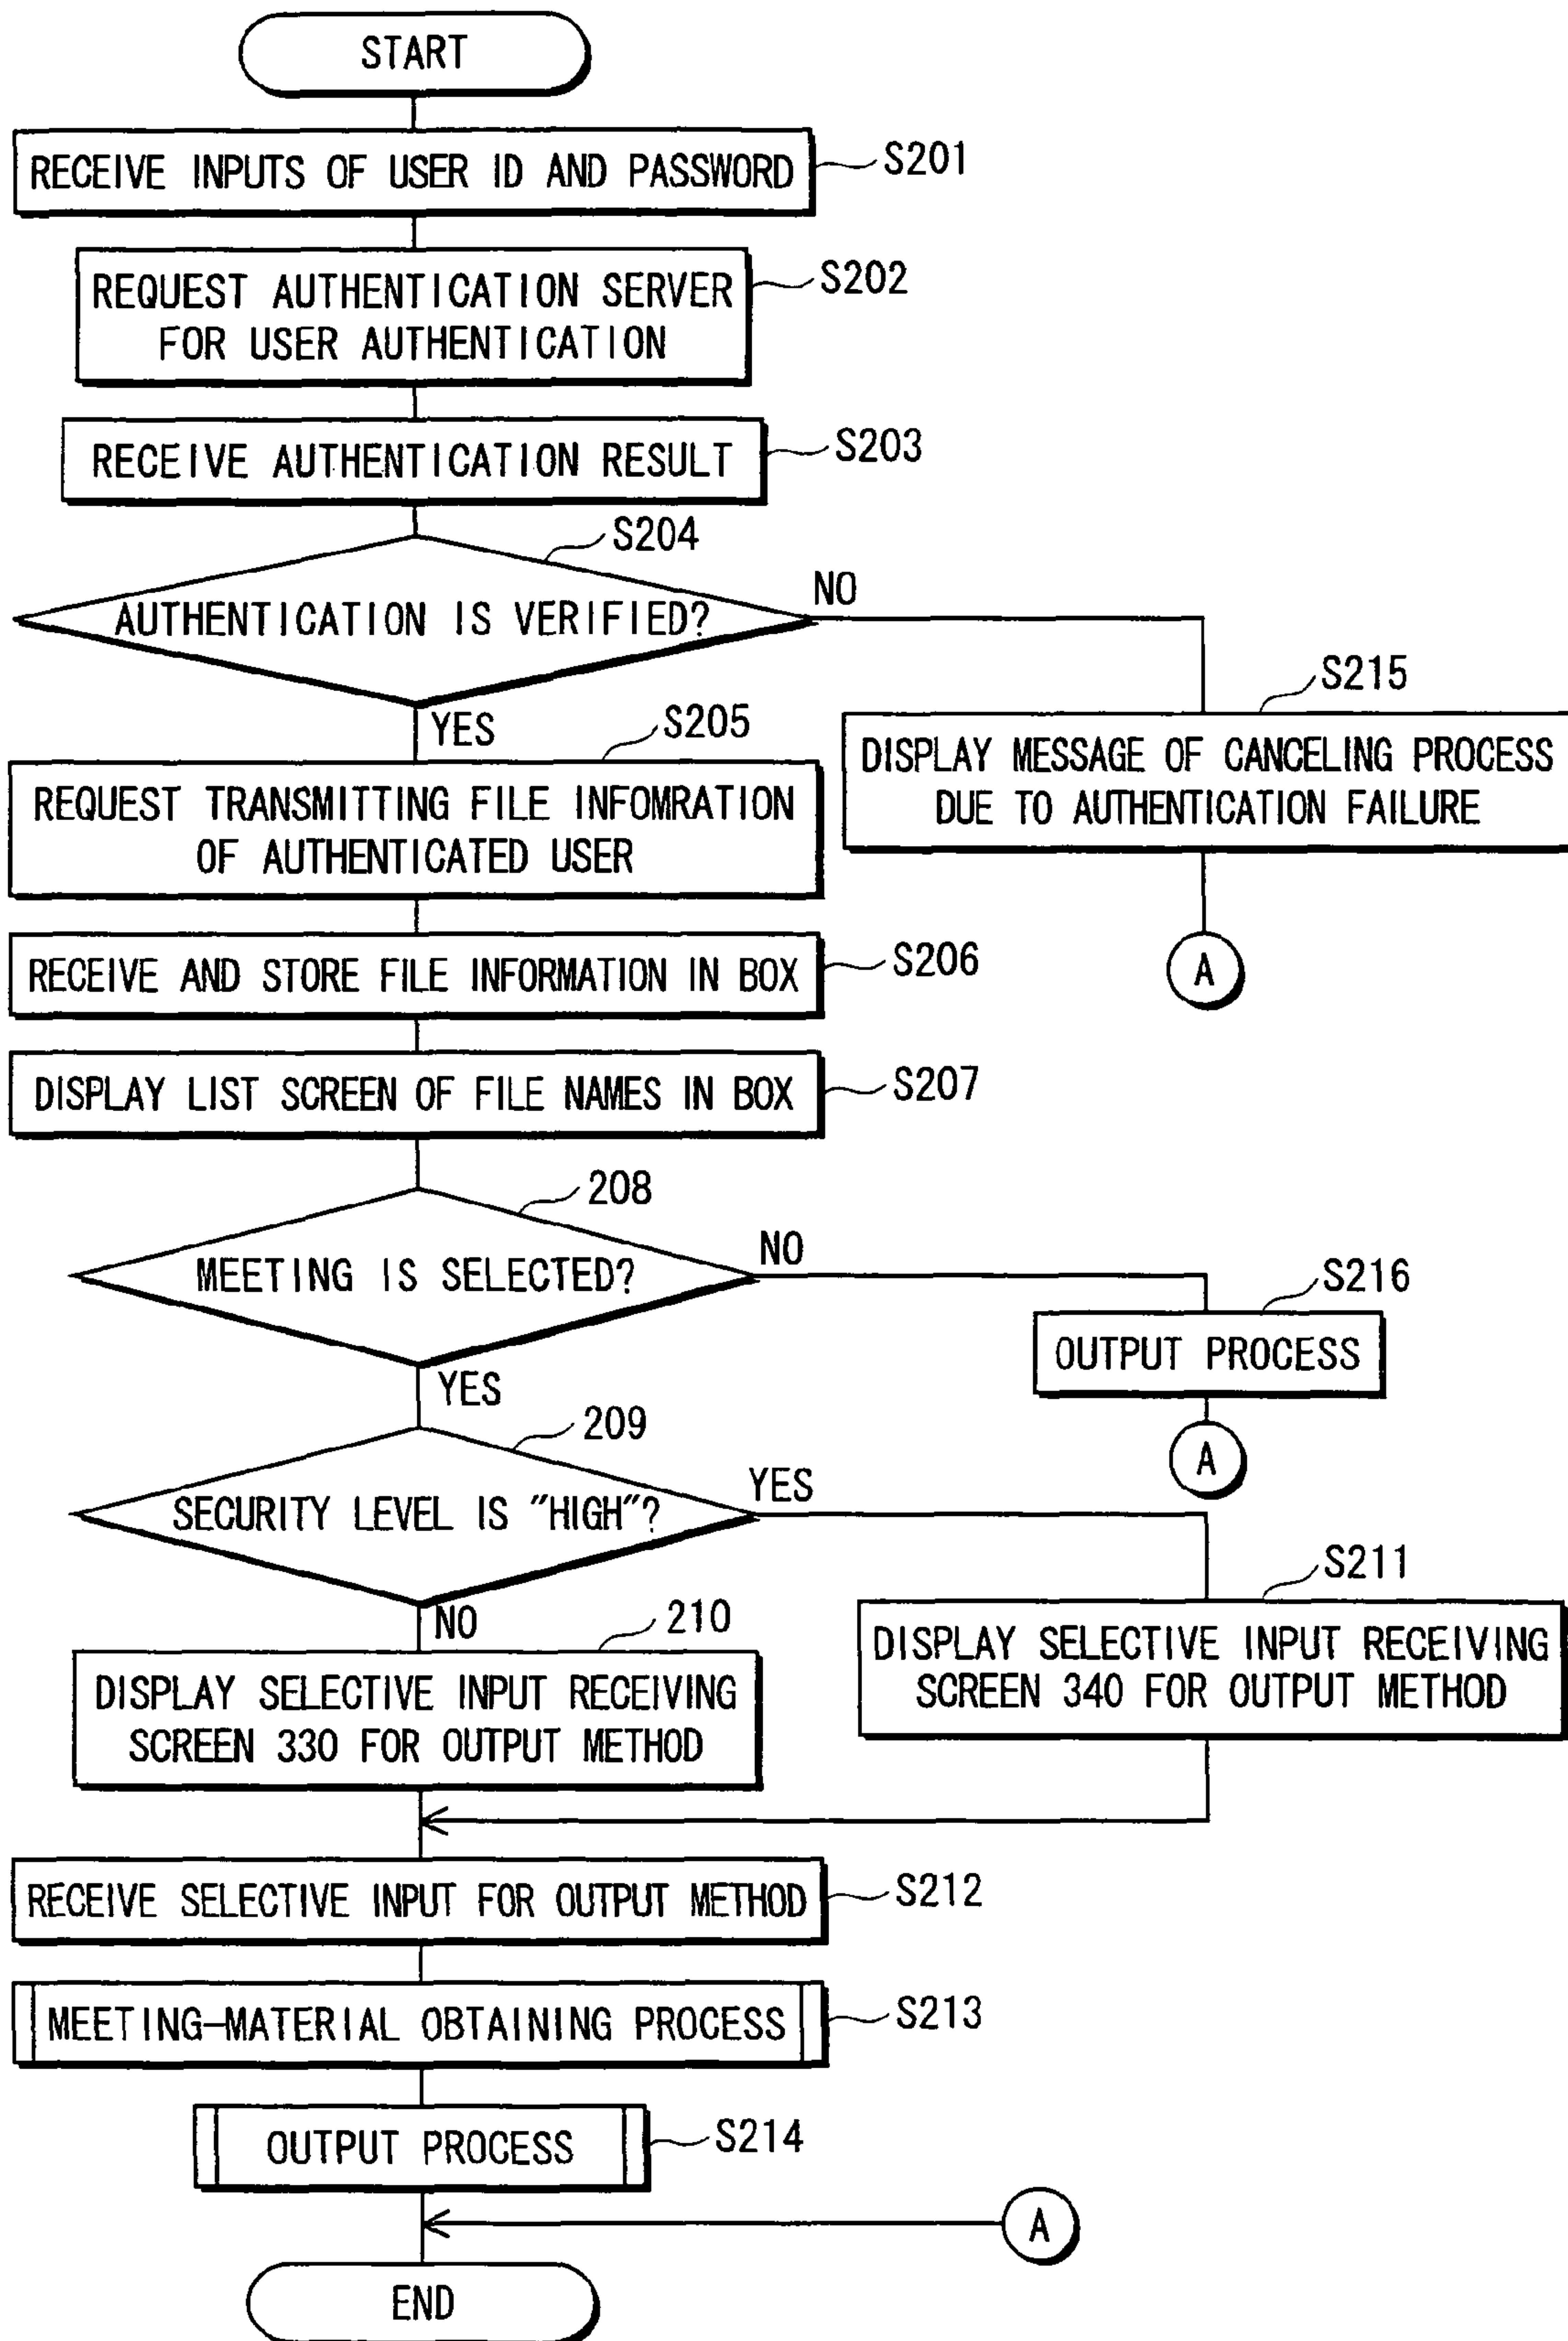 START
RECEIVE INPUTS OF USER ID AND PASSWORD
S201
REQUEST AUTHENTICATION SERVER
FOR USER AUTHENTICATION
S202
RECEIVE AUTHENTICATION RESULT
S203
S204
AUTHENTICATION IS VERIFIED?
NO
YES
S215
DISPLAY MESSAGE OF CANCELING PROCESS
DUE TO AUTHENTICATION FAILURE
A
S205
REQUEST TRANSMITTING FILE INFOMRATION
OF AUTHENTICATED USER
RECEIVE AND STORE FILE INFORMATION IN BOX
S206
DISPLAY LIST SCREEN OF FILE NAMES IN BOX
S207
208
MEETING IS SELECTED?
NO
YES
S216
OUTPUT PROCESS
A
209
SECURITY LEVEL IS "HIGH"?
YES
NO
S211
DISPLAY SELECTIVE INPUT RECEIVING
SCREEN 340 FOR OUTPUT METHOD
210
DISPLAY SELECTIVE INPUT RECEIVING
SCREEN 330 FOR OUTPUT METHOD
RECEIVE SELECTIVE INPUT FOR OUTPUT METHOD
S212
MEETING-MATERIAL OBTAINING PROCESS
S213
OUTPUT PROCESS
S214
A
END